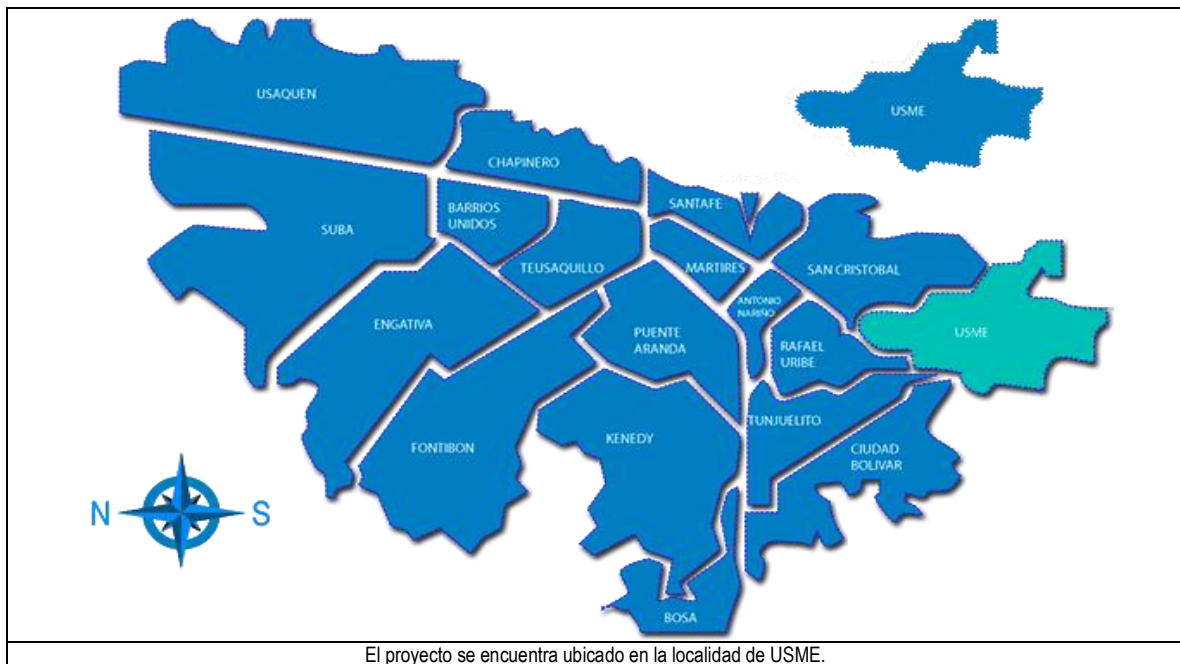 USAQUEN
USME
CHAPINERO
SANTAFE
BARRIOS
UNIDOS
SUBA
TEUSAQUILLO
MARTIRES
SAN CRISTOBAL
ANTONIO
NARIÑO
ENGATIVA
PUENTE
ARANDA
RAFAEL
URIBE
USME
TUNJUELITO
FONTIBON
KENEDY
CIUDAD
BOLIVAR
N
S
BOSA
El proyecto se encuentra ubicado en la localidad de USME.